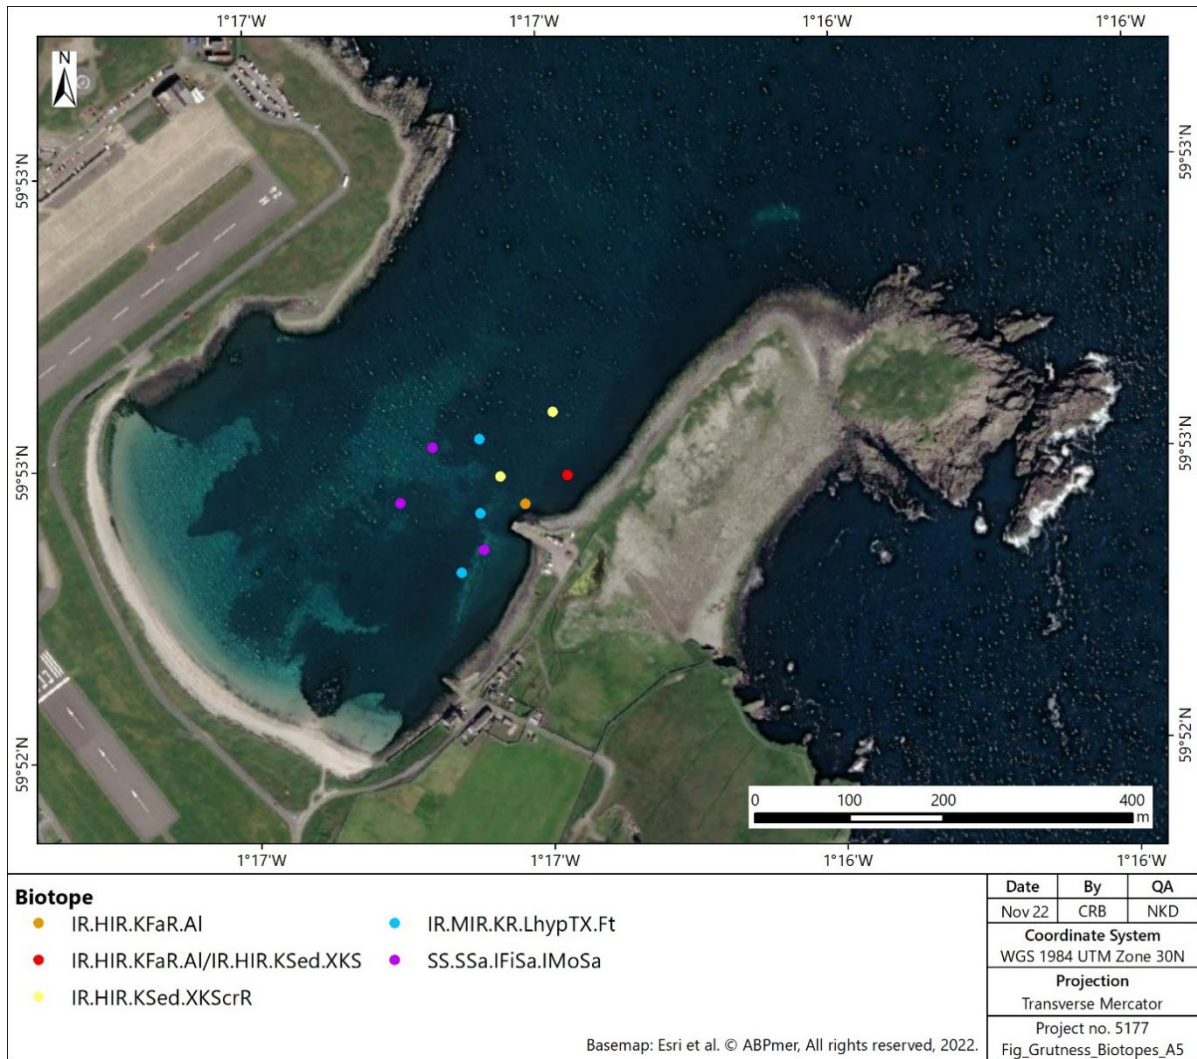 1°17'W 1°17'W 1°16'W 1°16'W
N
59°53'N
59°53'N
59°53'N
59°53'N
59°52'N
59°52'N
0 100 200 400
m
1°17'W 1°17'W 1°16'W 1°16'W
Biotope
IR.HIR.KFaR.Al
IR.HIR.KFaR.Al/IR.HIR.KSed.XKS
IR.HIR.KSed.XKScrR
IR.MIR.KR.LhypTX.Ft
SS.SSa.IFiSa.IMoSa
Basemap: Esri et al. © ABPmer, All rights reserved, 2022.
Date By QA
Nov 22 CRB NKD
Coordinate System
WGS 1984 UTM Zone 30N
Projection
Transverse Mercator
Project no. 5177
Fig_Grutness_Biotopes_A5